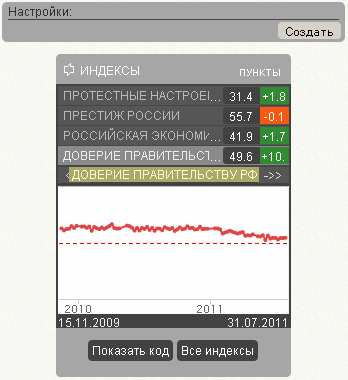 Настройки:
Создать
ИНДЕКСЫ ПУНКТЫ
ПРОТЕСТНЫЕ НАСТРОЕ... 31.4 +1.8
ПРЕСТИЖ РОССИИ 55.7 -0.1
РОССИЙСКАЯ ЭКОНОМИ... 41.9 +1.7
ДОВЕРИЕ ПРАВИТЕЛЬСТ... 49.6 +10.
< ДОВЕРИЕ ПРАВИТЕЛЬСТВУ РФ ->>
2010 2011
15.11.2009 31.07.2011
Показать код Все индексы